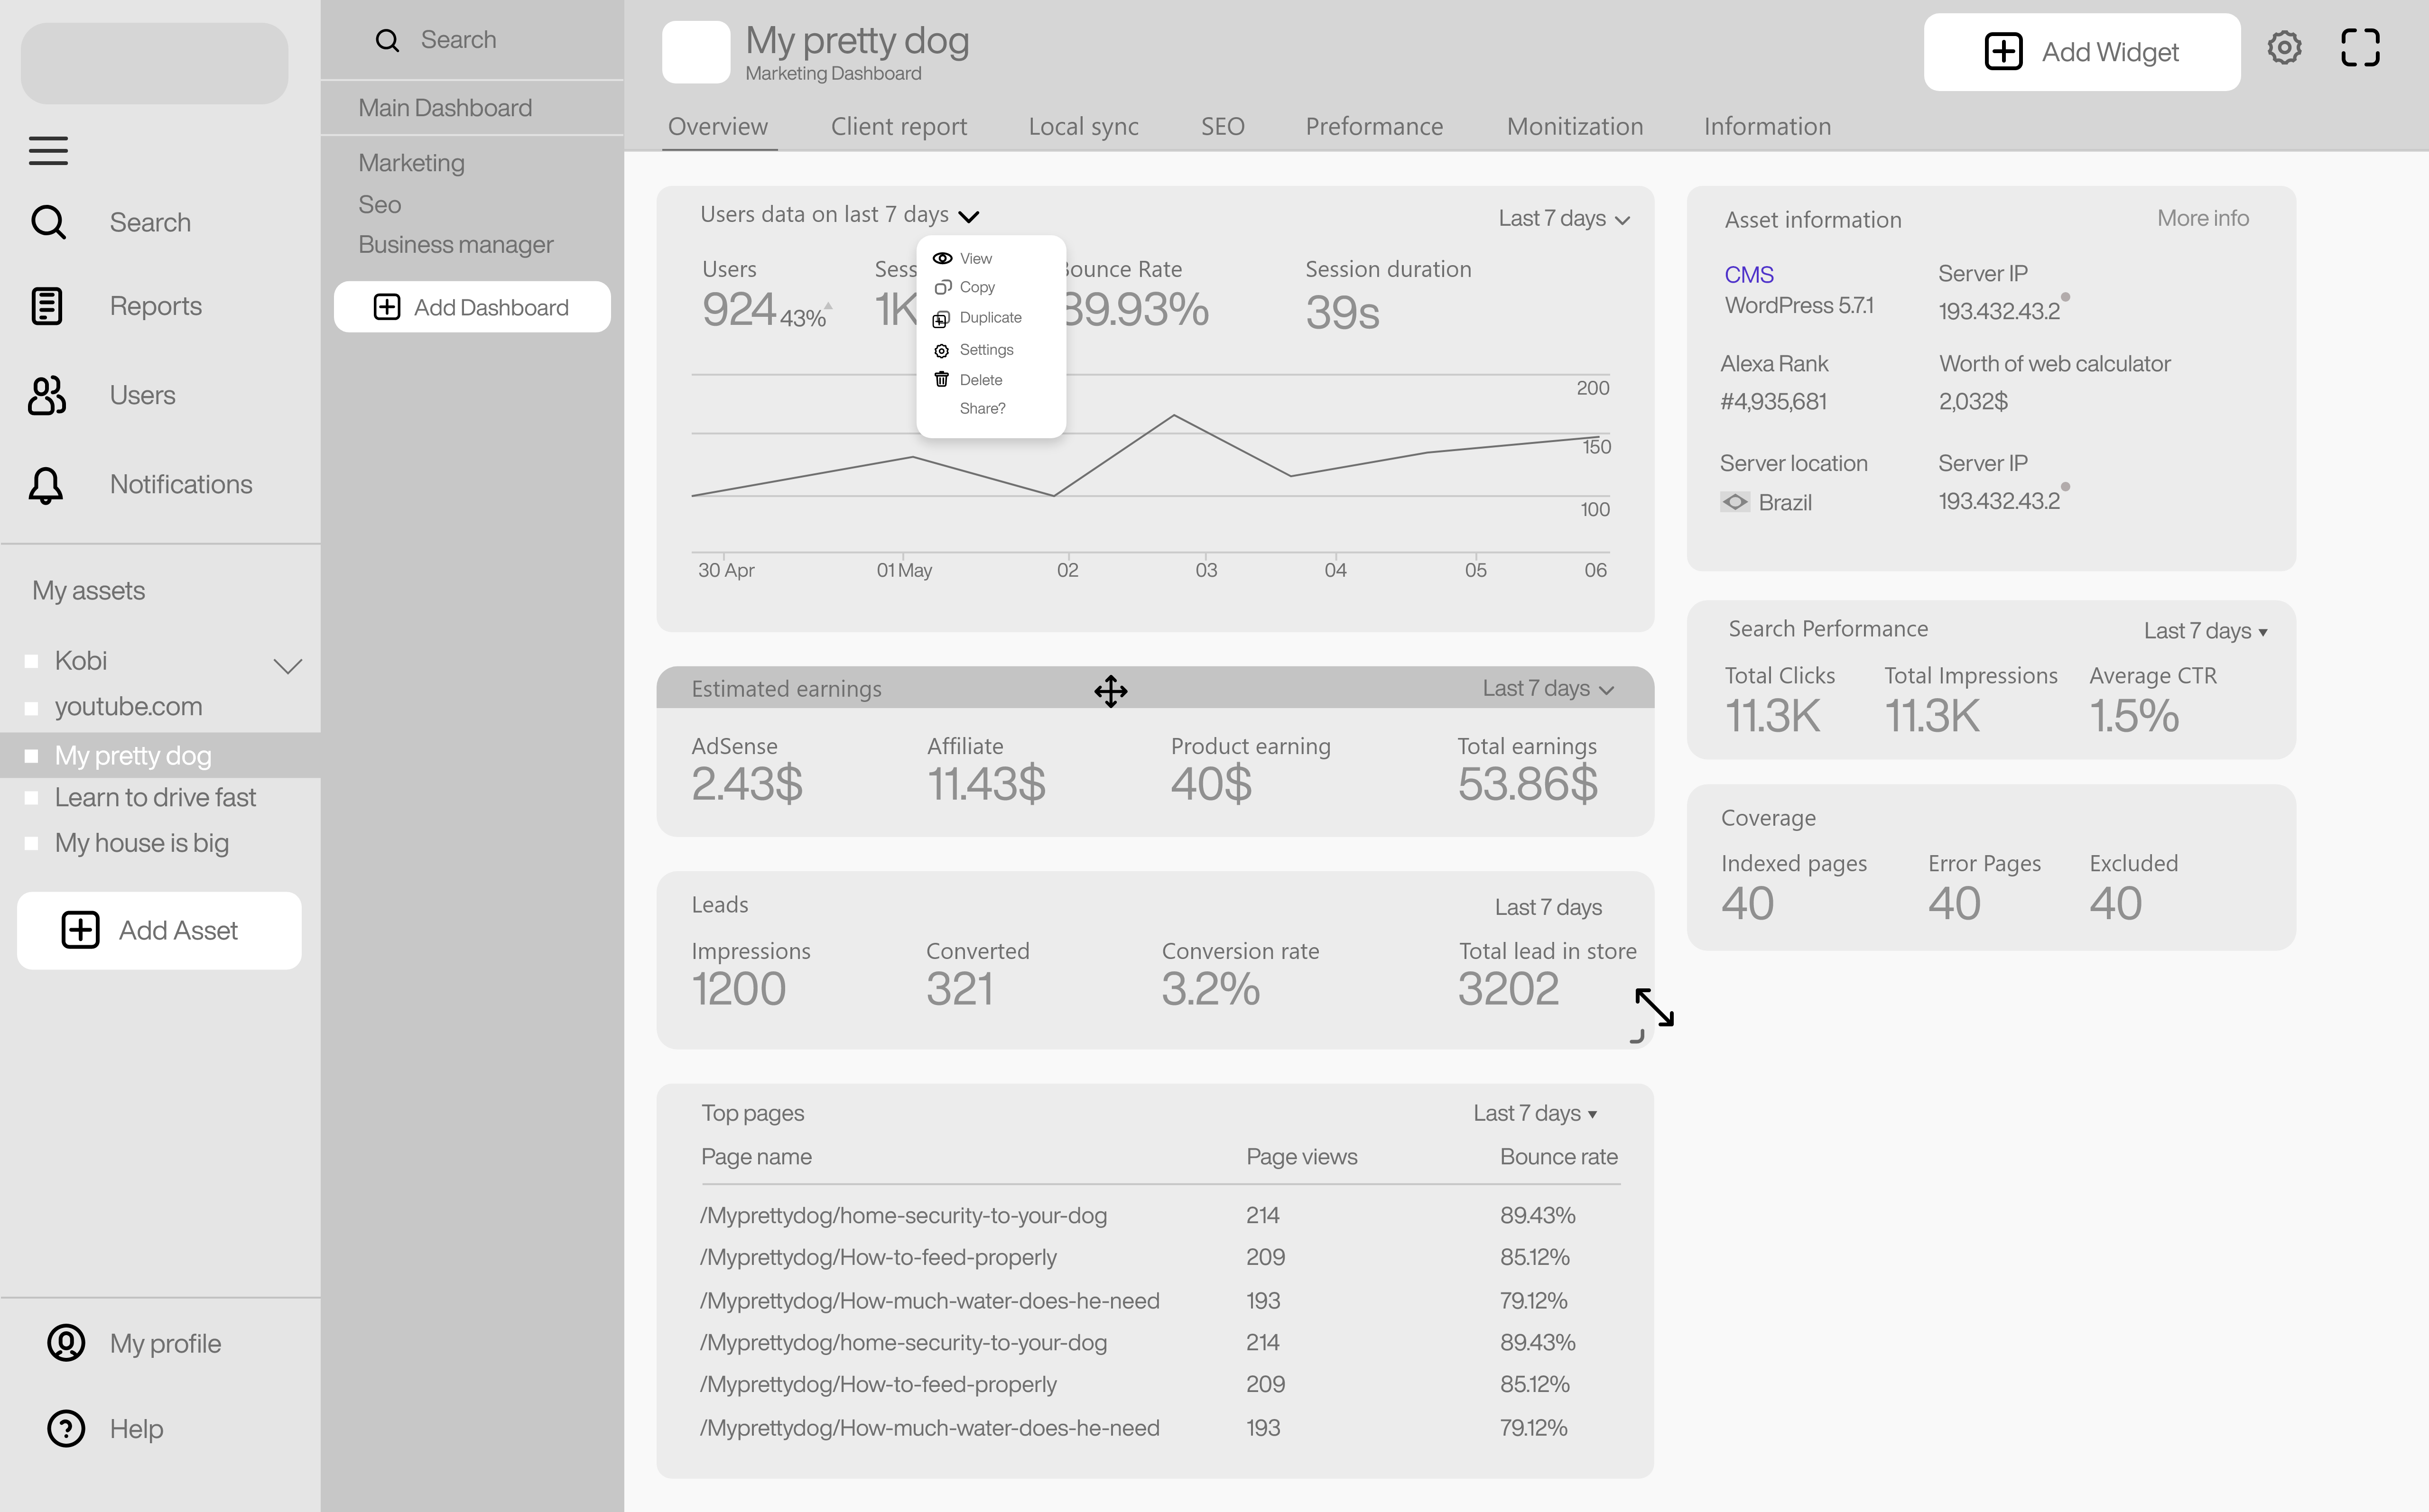 Search
Reports
Users
Notifications
My assets
Kobi
youtube.com
My pretty dog
Learn to drive fast
My house is big
Add Asset
My profile
Help
Search
Main Dashboard
Marketing
Seo
Business manager
Add Dashboard
My pretty dog
Marketing Dashboard
Add Widget
Overview Client report Local sync SEO Preformance Monitization Information
Users data on last 7 days Last 7 days
Users Bounce Rate Session duration
924 43% 39s
View
Copy
Duplicate
Settings
Delete
Share?
200
150
100
30 Apr 01 May 02 03 04 05 06
Estimated earnings Last 7 days
AdSense Affiliate Product earning Total earnings
2.43$ 11.43$ 40$ 53.86$
Leads Last 7 days
Impressions Converted Conversion rate Total lead in store
1200 321 3.2% 3202
Top pages Last 7 days
Page name Page views Bounce rate
/Myprettydog/home-security-to-your-dog 214 89.43%
/Myprettydog/How-to-feed-properly 209 85.12%
/Myprettydog/How-much-water-does-he-need 193 79.12%
/Myprettydog/home-security-to-your-dog 214 89.43%
/Myprettydog/How-to-feed-properly 209 85.12%
/Myprettydog/How-much-water-does-he-need 193 79.12%
Asset information More info
CMS Server IP
WordPress 5.7.1 193.432.43.2
Alexa Rank Worth of web calculator
#4,935,681 2,032$
Server location Server IP
Brazil 193.432.43.2
Search Performance Last 7 days
Total Clicks Total Impressions Average CTR
11.3K 11.3K 1.5%
Coverage
Indexed pages Error Pages Excluded
40 40 40